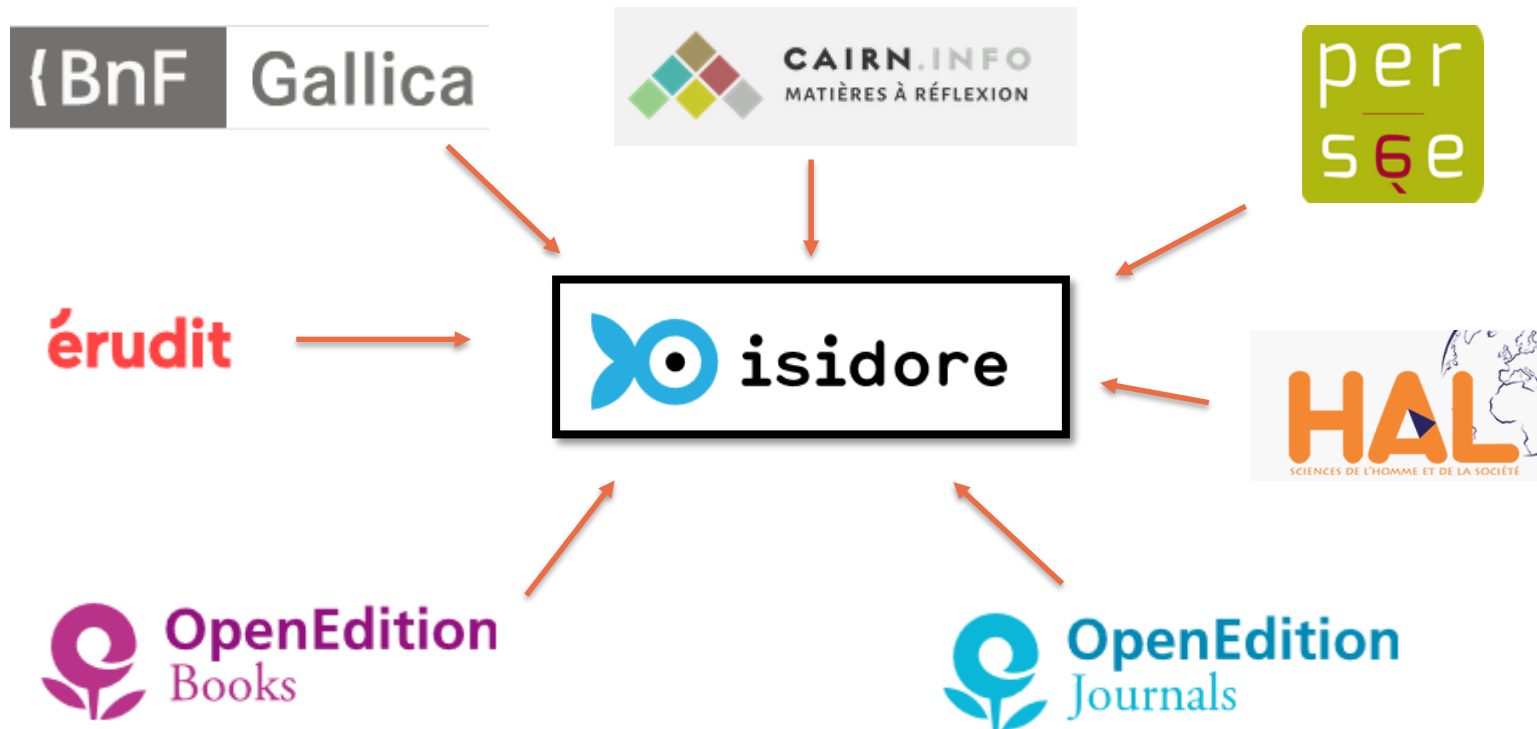 {BnF Gallica
CAIRN.INFO
MATIÈRES À RÉFLEXION
per
sée
érudit
isidore
HAL
SCIENCES DE L'HOMME ET DE LA SOCIÉTÉ
OpenEdition
Books
OpenEdition
Journals